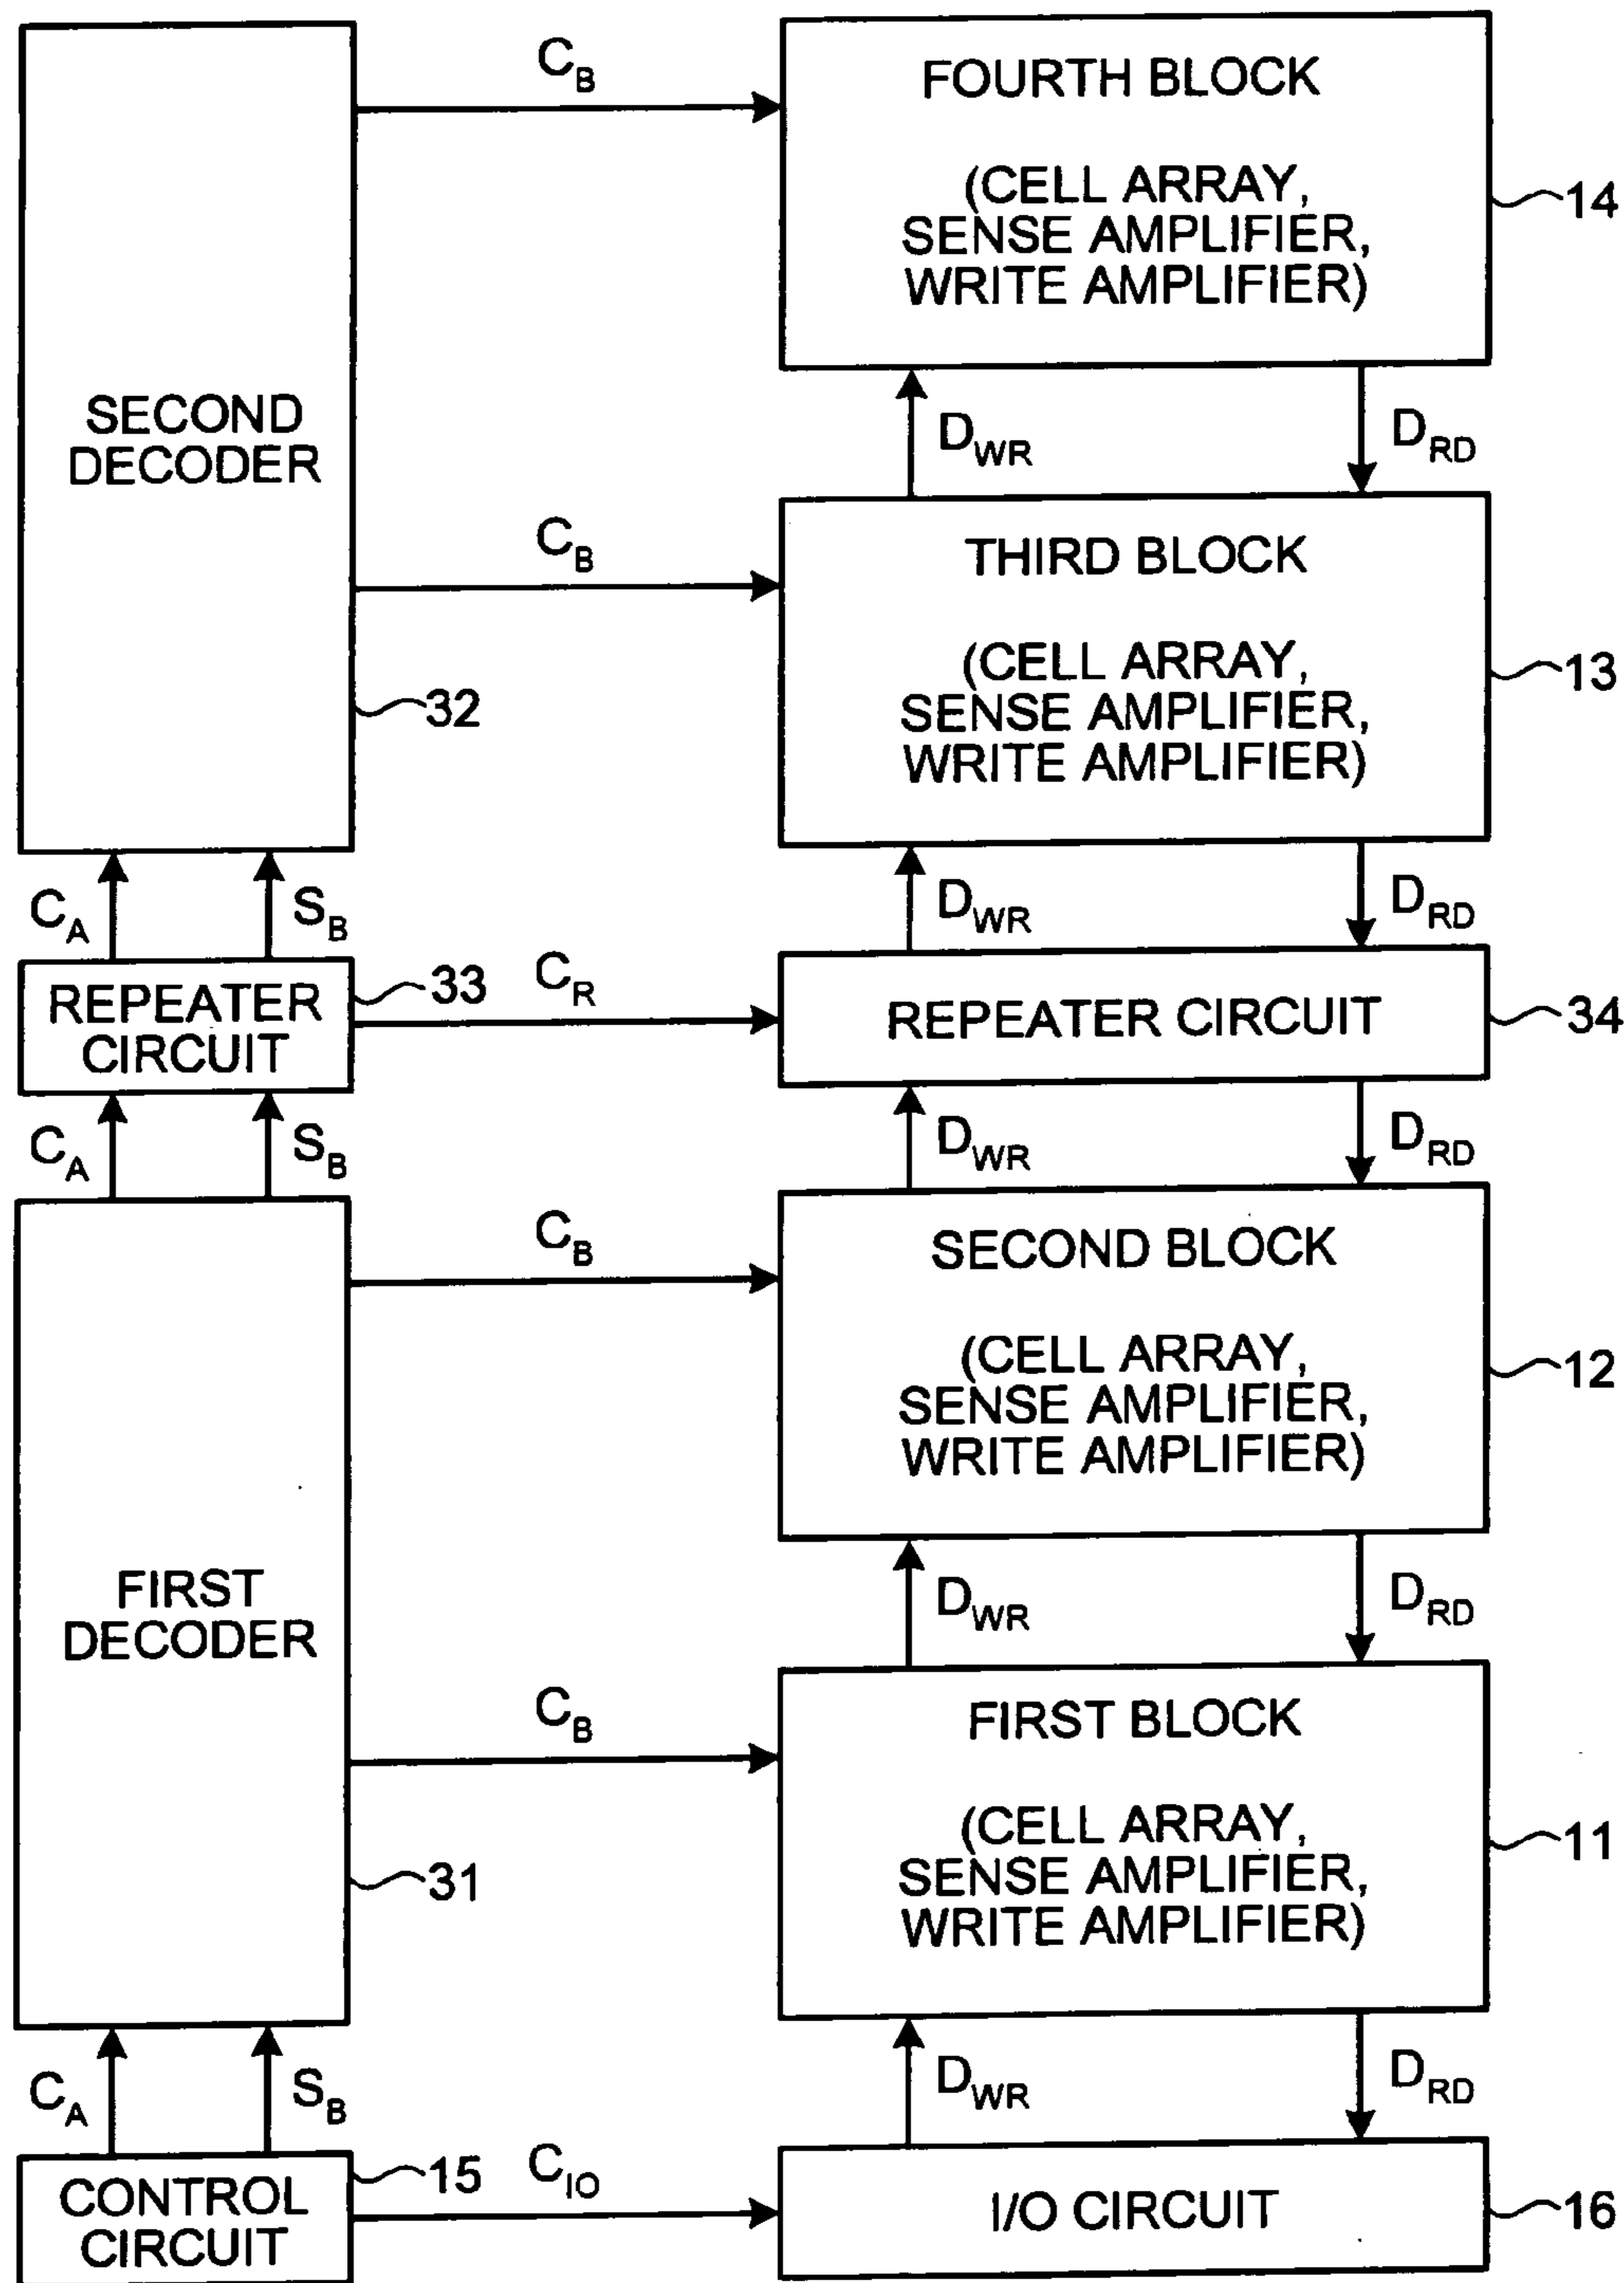 C_B
FOURTH BLOCK
(CELL ARRAY,
SENSE AMPLIFIER,
WRITE AMPLIFIER)
14
SECOND
DECODER
32
D_WR
D_RD
C_B
THIRD BLOCK
(CELL ARRAY,
SENSE AMPLIFIER,
WRITE AMPLIFIER)
13
C_A
S_B
D_WR
D_RD
REPEATER
CIRCUIT
33
C_R
REPEATER CIRCUIT
34
C_A
S_B
D_WR
D_RD
C_B
SECOND BLOCK
(CELL ARRAY,
SENSE AMPLIFIER,
WRITE AMPLIFIER)
12
FIRST
DECODER
31
D_WR
D_RD
C_B
FIRST BLOCK
(CELL ARRAY,
SENSE AMPLIFIER,
WRITE AMPLIFIER)
11
C_A
S_B
D_WR
D_RD
CONTROL
CIRCUIT
15
C_IO
I/O CIRCUIT
16